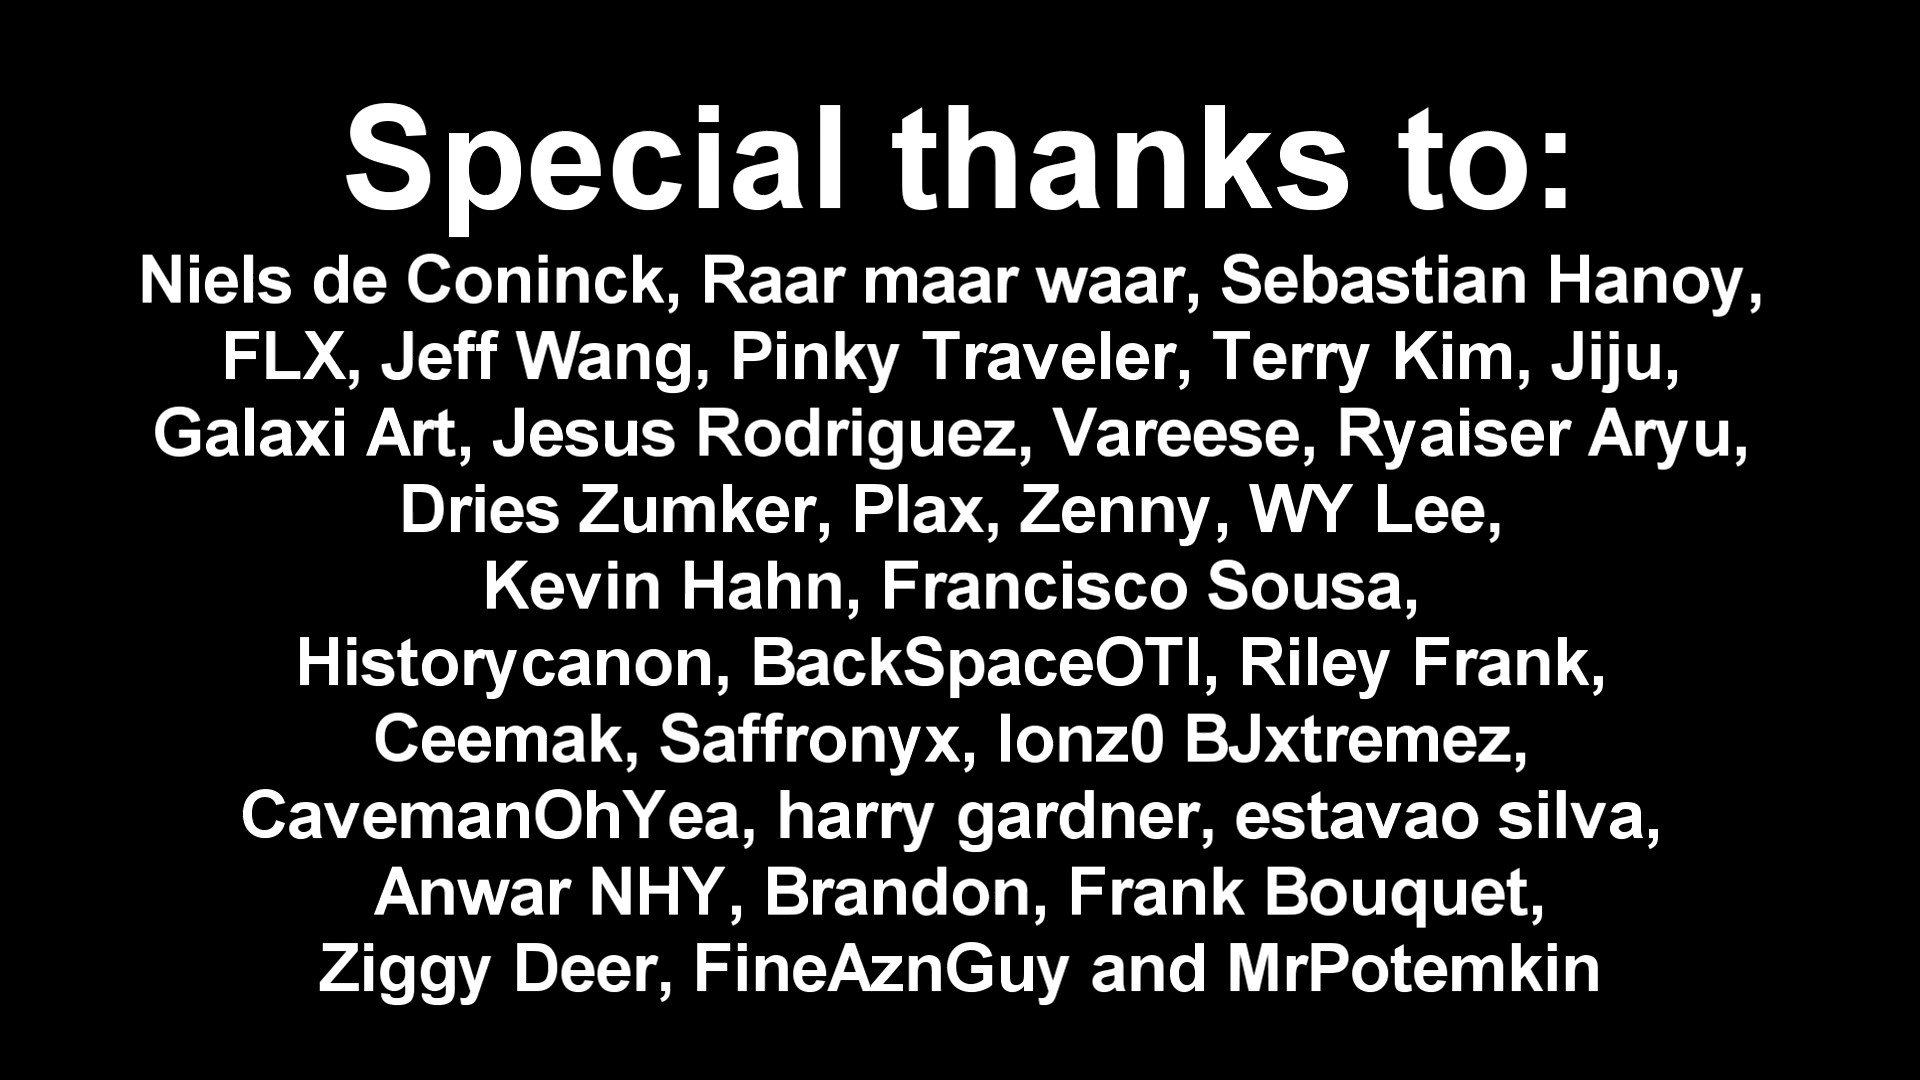 Special thanks to:
Niels de Coninck, Raar maar waar, Sebastian Hanoy,
FLX, Jeff Wang, Pinky Traveler, Terry Kim, Jiju,
Galaxi Art, Jesus Rodriguez, Vareese, Ryaiser Aryu,
Dries Zumker, Plax, Zenny, WY Lee,
Kevin Hahn, Francisco Sousa,
Historycanon, BackSpaceOTI, Riley Frank,
Ceemak, Saffronyx, Ionz0 BJxtremez,
CavemanOhYea, harry gardner, estavao silva,
Anwar NHY, Brandon, Frank Bouquet,
Ziggy Deer, FineAznGuy and MrPotemkin